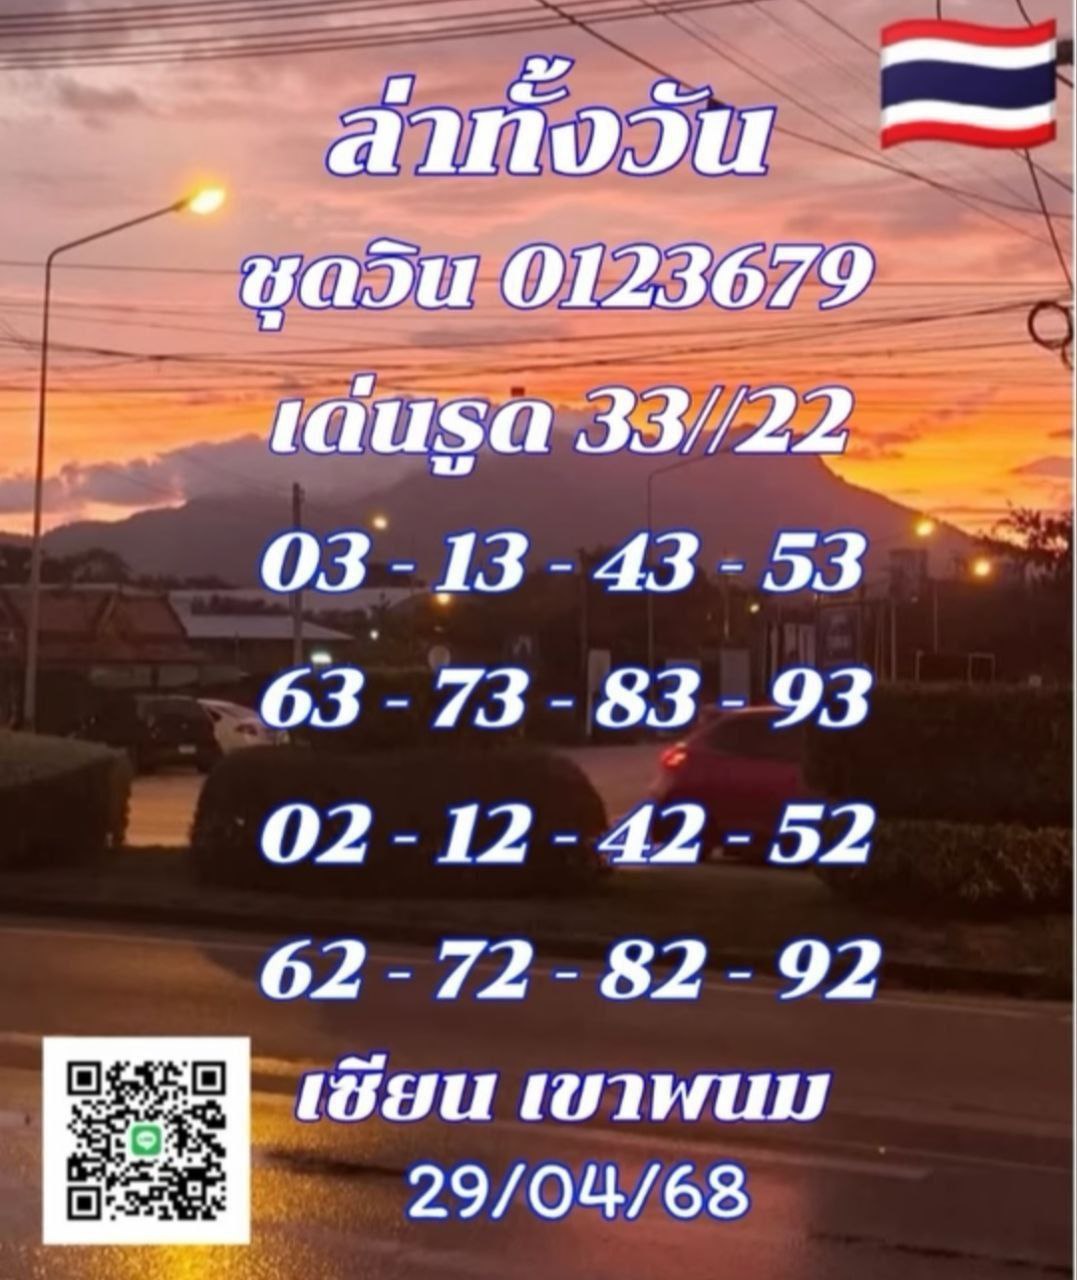 ล่าทั้งวัน
ชุดวิน 0123679
เด่นรูด 33//22
03 - 13 - 43 - 53
63 - 73 - 83 - 93
02 - 12 - 42 - 52
62 - 72 - 82 - 92
เซียน เขาพนม
29/04/68